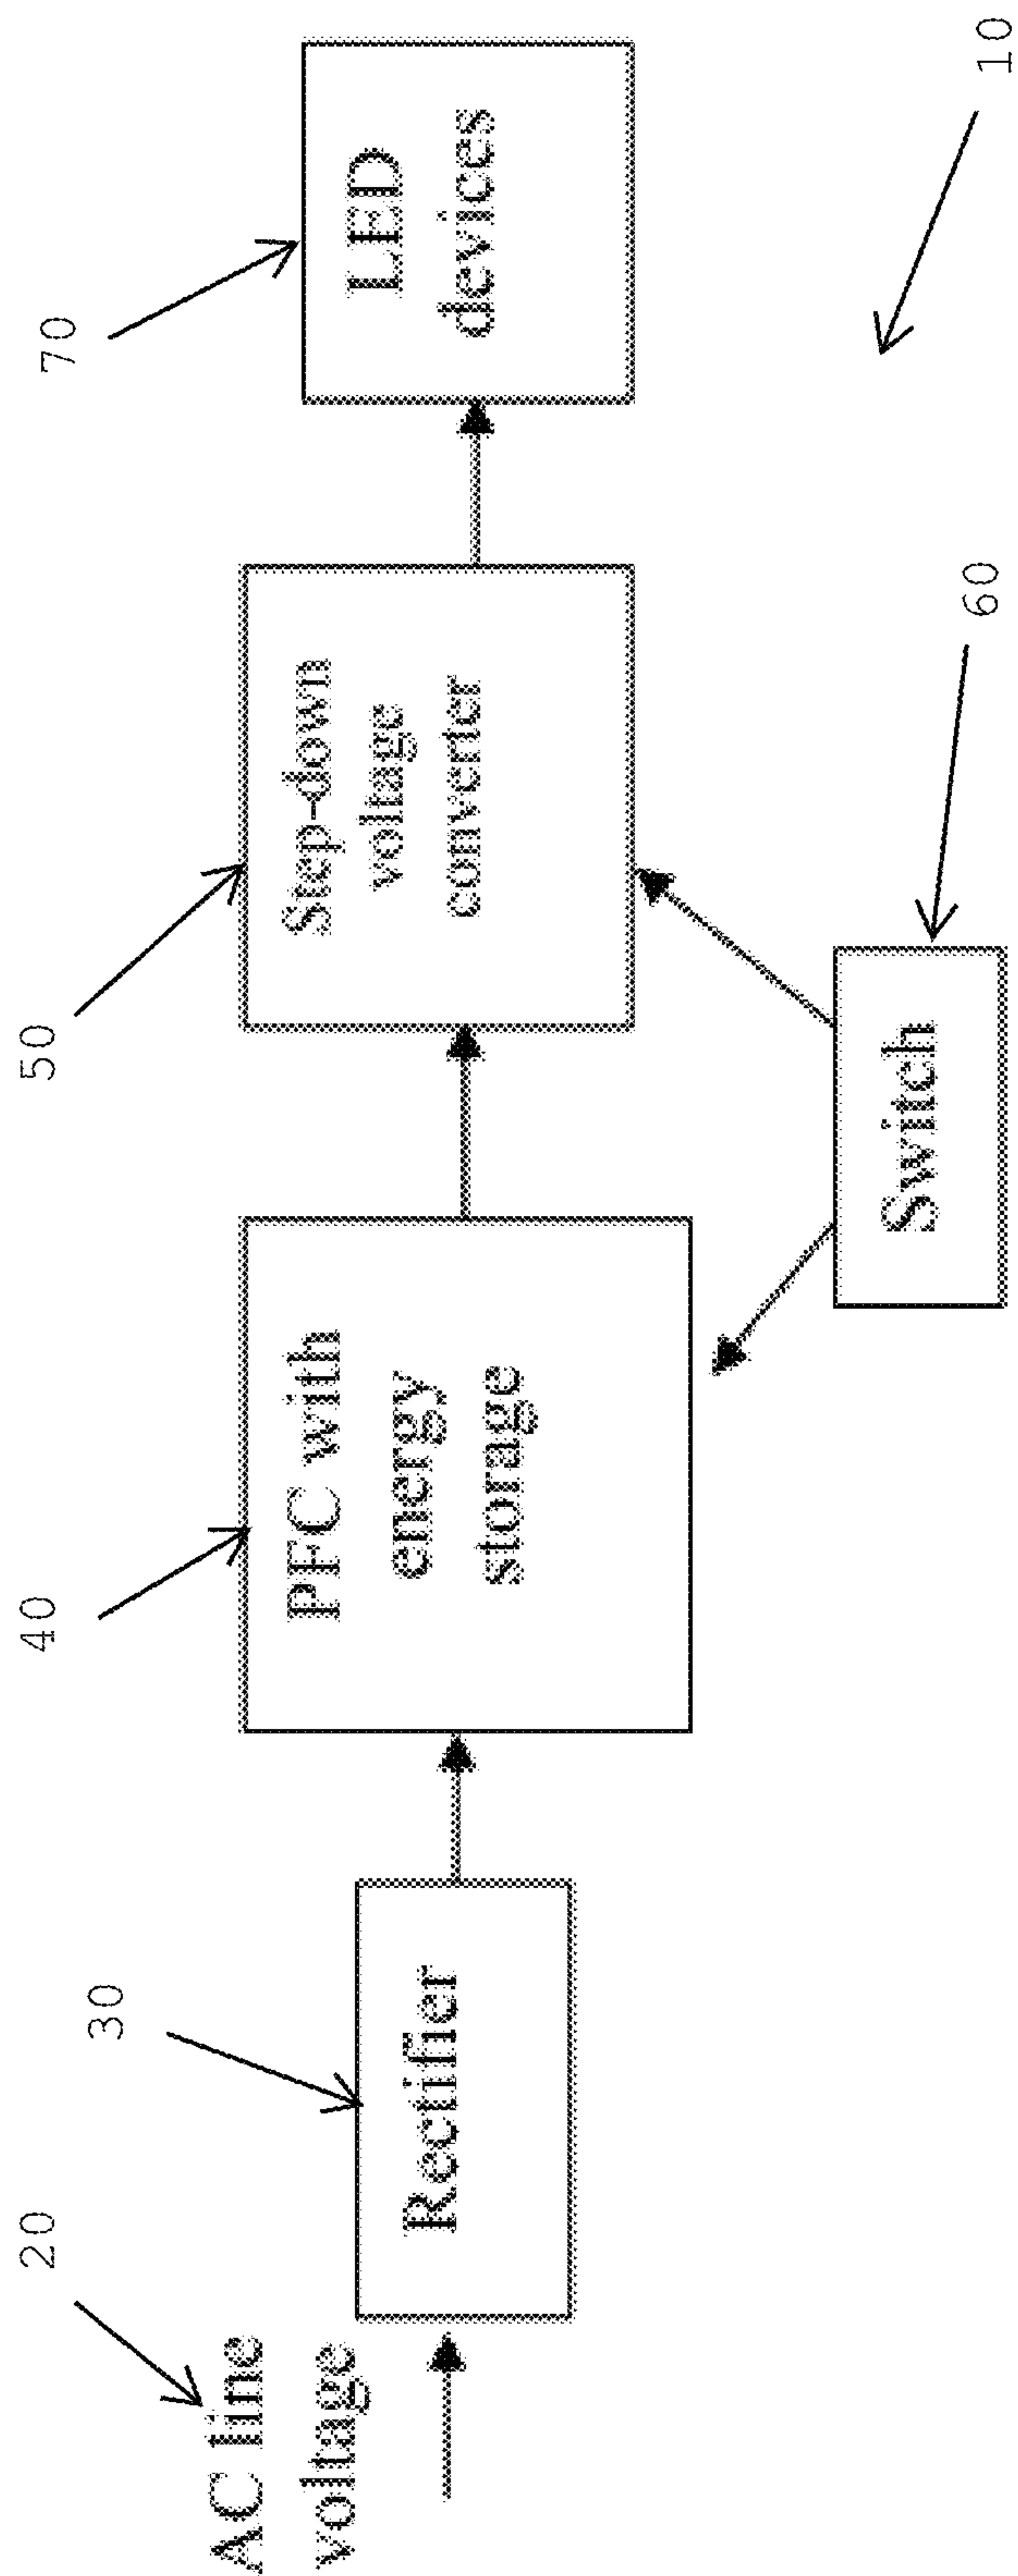 20
AC line
voltage
30
Rectifier
40
PFC with
energy
storage
50
Step-down
voltage
converter
60
Switch
70
LED
devices
10